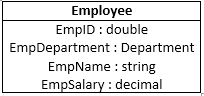 Employee
EmpID : double
EmpDepartment : Department
EmpName : string
EmpSalary : decimal